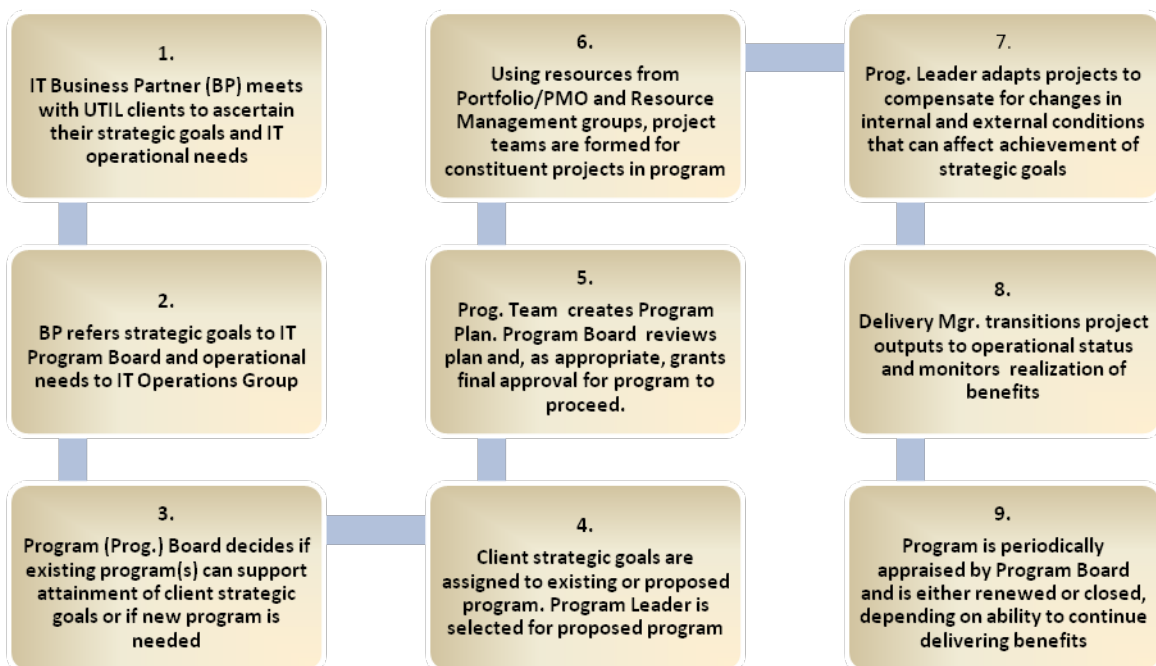 1.
IT Business Partner (BP) meets
with UTIL clients to ascertain
their strategic goals and IT
operational needs
2.
BP refers strategic goals to IT
Program Board and operational
needs to IT Operations Group
3.
Program (Prog.) Board decides if
existing program(s) can support
attainment of client strategic
goals or if new program is
needed
4.
Client strategic goals are
assigned to existing or proposed
program. Program Leader is
selected for proposed program
5.
Prog. Team creates Program
Plan. Program Board reviews
plan and, as appropriate, grants
final approval for program to
proceed.
6.
Using resources from
Portfolio/PMO and Resource
Management groups, project
teams are formed for
constituent projects in program
7.
Prog. Leader adapts projects to
compensate for changes in
internal and external conditions
that can affect achievement of
strategic goals
8.
Delivery Mgr. transitions project
outputs to operational status
and monitors realization of
benefits
9.
Program is periodically
appraised by Program Board
and is either renewed or closed,
depending on ability to continue
delivering benefits